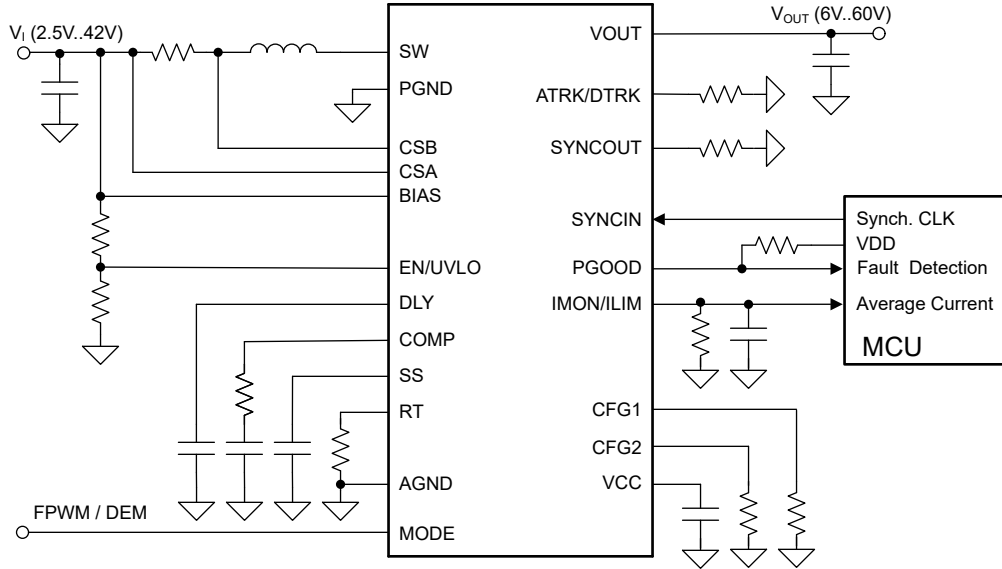 V_I (2.5V..42V)
V_OUT (6V..60V)
SW
PGND
CSB
CSA
BIAS
EN/UVLO
DLY
COMP
SS
RT
AGND
MODE
FPWM / DEM
VOUT
ATRK/DTRK
SYNCOUT
SYNCIN
PGOOD
IMON/ILIM
CFG1
CFG2
VCC
Synch. CLK
VDD
Fault Detection
Average Current
MCU